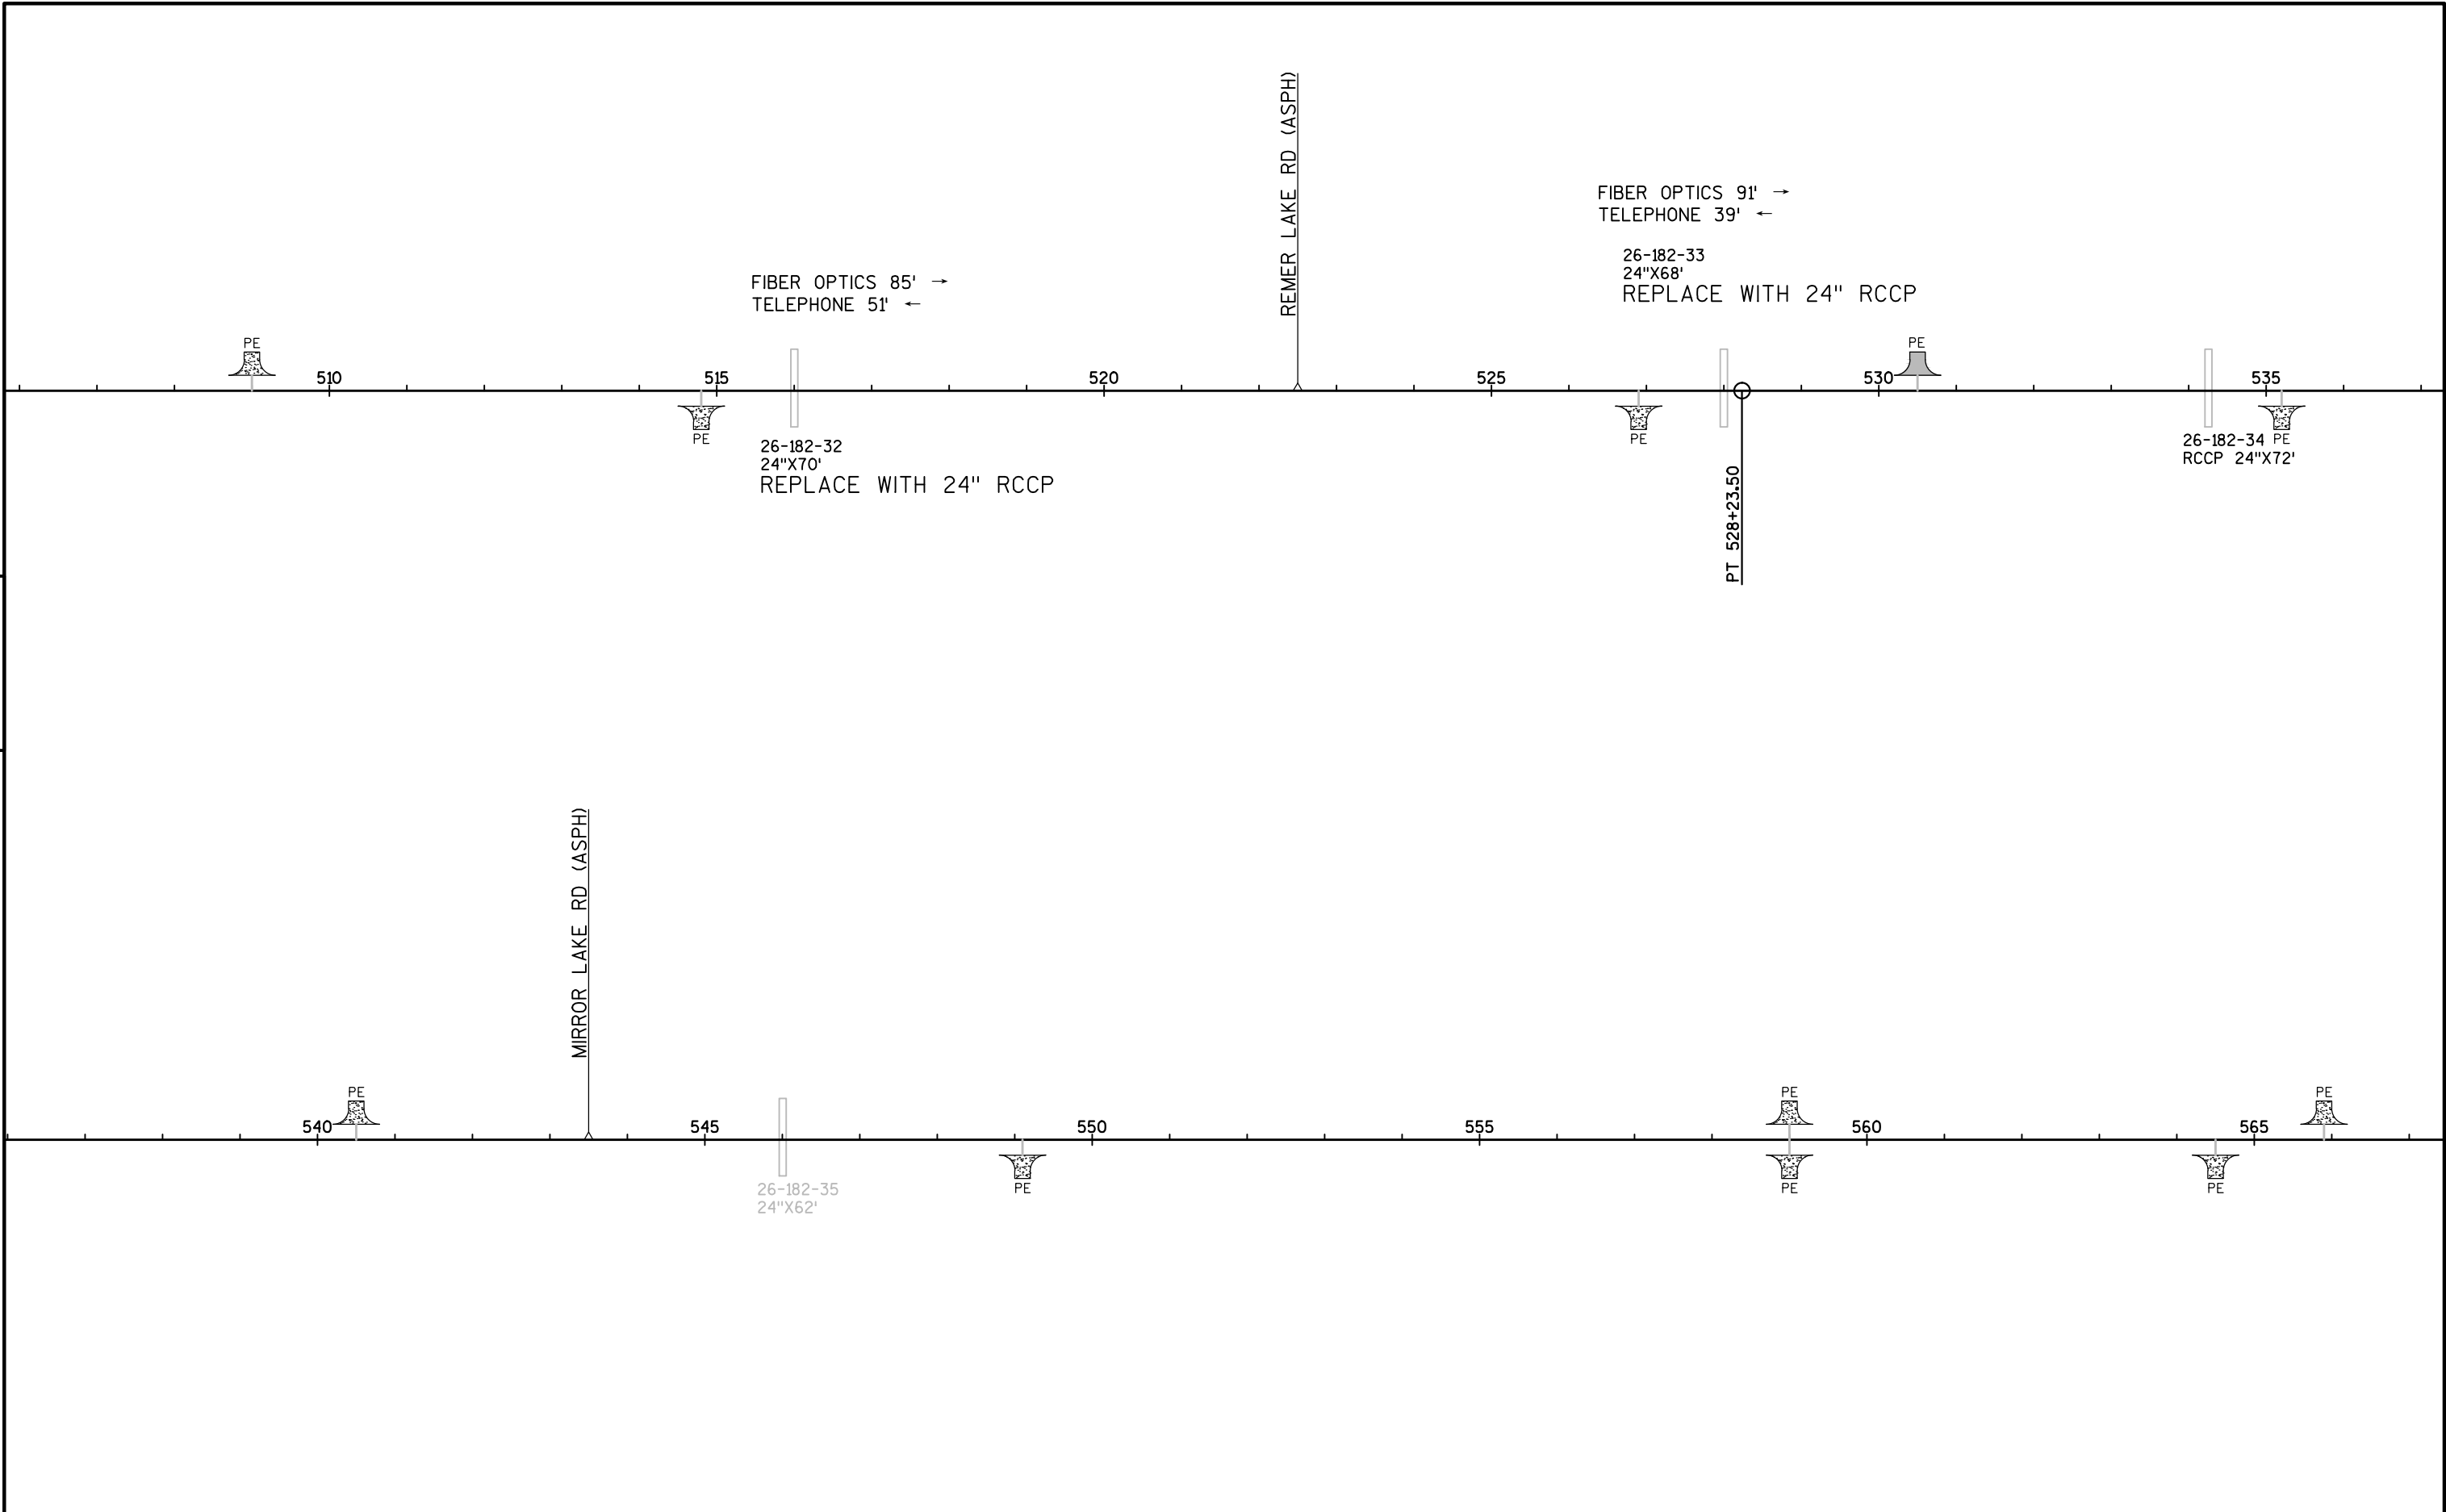 REMER LAKE RD (ASPH)
FIBER OPTICS 91'
TELEPHONE 39'
26-182-33
24"X68'
REPLACE WITH 24" RCCP
FIBER OPTICS 85'
TELEPHONE 51'
PE
PE
510
515
520
525
530
535
PE
PE
PE
26-182-32
24"X70'
REPLACE WITH 24" RCCP
26-182-34
RCCP 24"X72'
PT 528+23.50
MIRROR LAKE RD (ASPH)
PE
PE
PE
540
545
550
555
560
565
26-182-35
24"X62'
PE
PE
PE